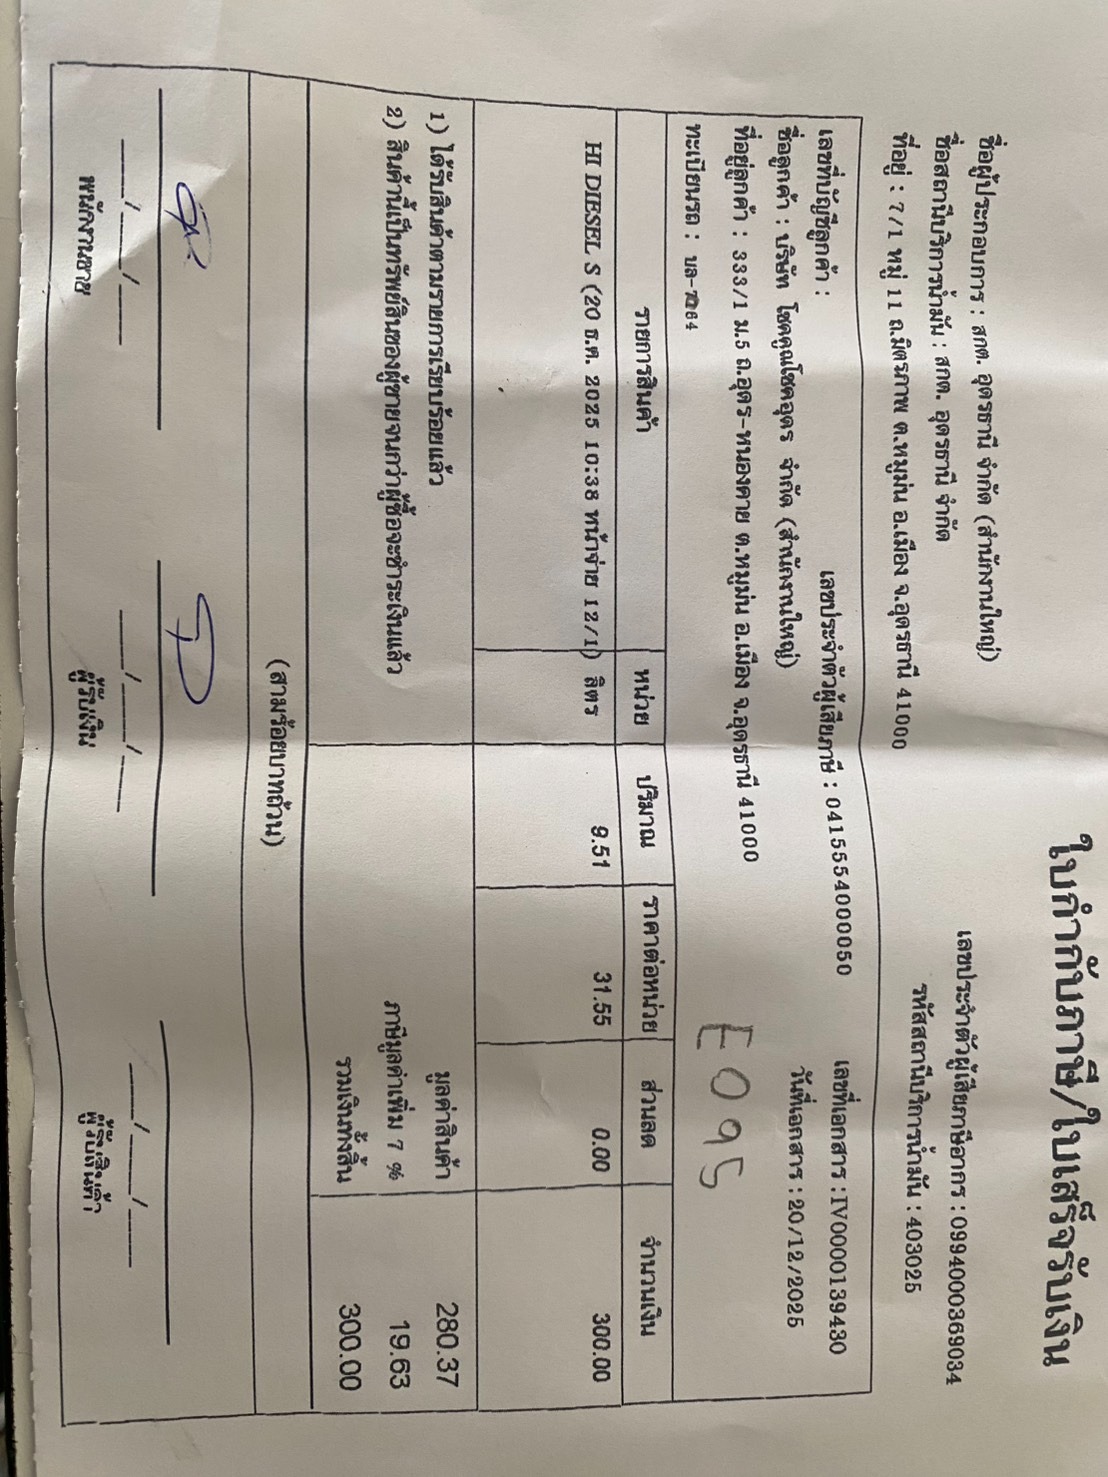 ใบกำกับภาษี/ใบเสร็จรับเงิน
ชื่อผู้ประกอบการ : สกต. อุดรธานี จำกัด (สำนักงานใหญ่) เลขประจำตัวผู้เสียภาษีอากร : 0994000369034
ชื่อสถานีบริการน้ำมัน : สกต. อุดรธานี จำกัด รหัสสถานีบริการน้ำมัน : 403025
ที่อยู่ : 7/1 หมู่ 11 ถ.มิตรภาพ ต.หมูม่น อ.เมือง จ.อุดรธานี 41000
เลขที่บัญชีลูกค้า : เลขประจำตัวผู้เสียภาษี : 0415554000050 เลขที่เอกสาร : IV0000139430
ชื่อลูกค้า : บริษัท โชคคูณโชคอุดร จำกัด (สำนักงานใหญ่) วันที่เอกสาร : 20/12/2025
ที่อยู่ลูกค้า : 333/1 ม.5 ถ.อุดร-หนองคาย ต.หมูม่น อ.เมือง จ.อุดรธานี 41000
ทะเบียนรถ :
E095
รายการสินค้า หน่วย ปริมาณ ราคาต่อหน่วย ส่วนลด จำนวนเงิน
HI DIESEL S (20 ธ.ค. 2025 10:38 หน้าจ่าย 12/1) ลิตร 9.51 31.55 0.00 300.00
1) ได้รับสินค้าตามรายการเรียบร้อยแล้ว มูลค่าสินค้า 280.37
2) สินค้านี้เป็นทรัพย์สินของผู้ขายจนกว่าผู้ซื้อจะชำระเงินแล้ว ภาษีมูลค่าเพิ่ม 7 % 19.63
รวมเงินทั้งสิ้น 300.00
(สามร้อยบาทถ้วน)
___/___/___ ___/___/___ ___/___/___
พนักงานขาย ผู้รับเงิน ผู้รับสินค้า